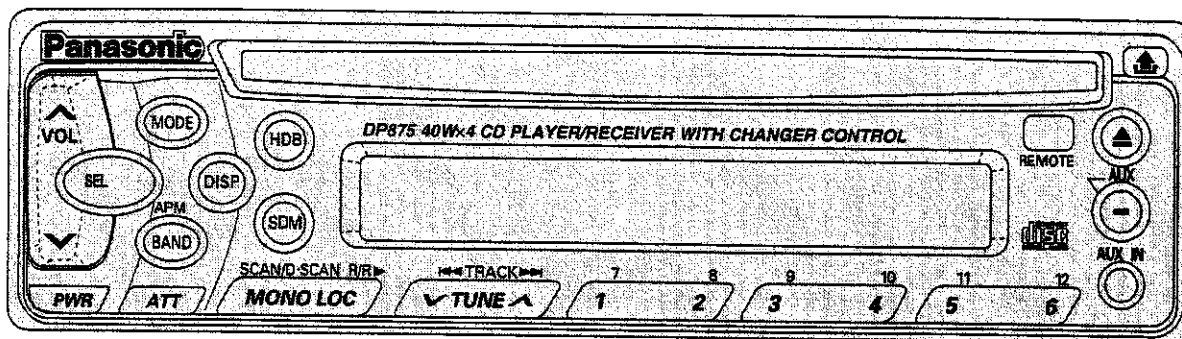 Panasonic
VOL
MODE
HDB
DP875 40W×4 CD PLAYER/RECEIVER WITH CHANGER CONTROL
REMOTE
SEL
DISP
AUX
APM
BAND
SDM
disc
AUX IN
SCAN/D·SCAN R/R
TRACK
7 8 9 10 11 12
PWR ATT MONO LOC TUNE 1 2 3 4 5 6